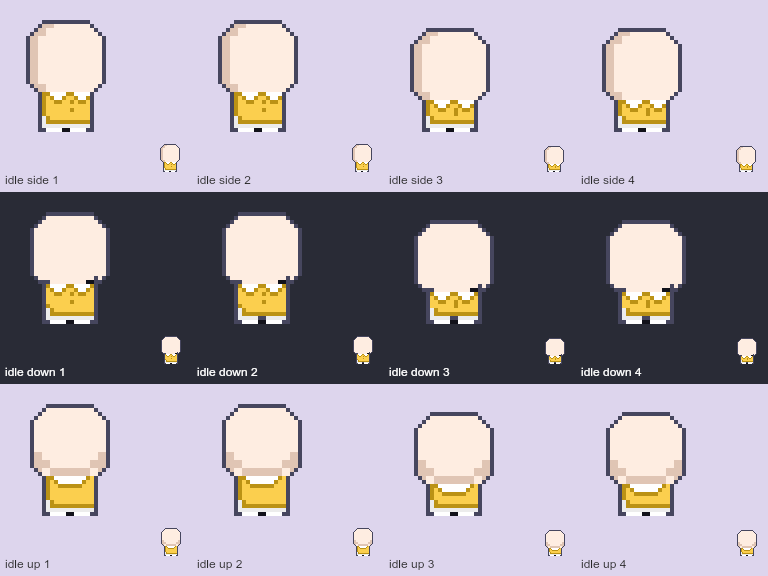 idle side 1
idle side 2
idle side 3
idle side 4
idle down 1
idle down 2
idle down 3
idle down 4
idle up 1
idle up 2
idle up 3
idle up 4